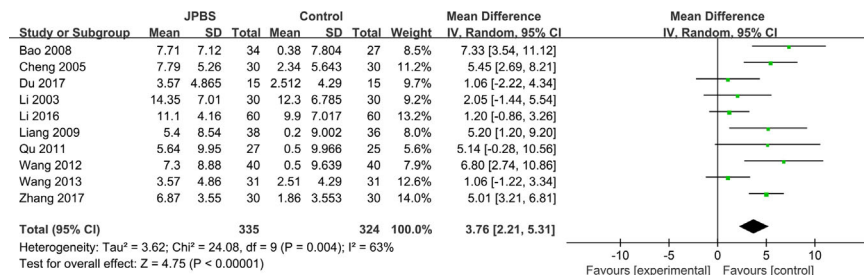 JPBS Control Mean Difference Mean Difference
Study or Subgroup Mean SD Total Mean SD Total Weight IV, Random, 95% CI IV, Random, 95% CI
Bao 2008 7.71 7.12 34 0.38 7.804 27 8.5% 7.33 [3.54, 11.12]
Cheng 2005 7.79 5.26 30 2.34 5.643 30 11.2% 5.45 [2.69, 8.21]
Du 2017 3.57 4.865 15 2.512 4.29 15 9.7% 1.06 [-2.22, 4.34]
Li 2003 14.35 7.01 30 12.3 6.785 30 9.2% 2.05 [-1.44, 5.54]
Li 2016 11.1 4.16 60 9.9 7.017 60 13.2% 1.20 [-0.86, 3.26]
Liang 2009 5.4 8.54 38 0.2 9.002 36 8.1% 5.20 [1.20, 9.20]
Qu 2011 5.64 9.95 27 0.5 9.966 25 5.6% 5.14 [-0.28, 10.56]
Wang 2012 7.3 8.88 40 0.5 9.639 40 7.9% 6.80 [2.74, 10.86]
Wang 2013 3.57 4.86 31 2.51 4.29 31 12.6% 1.06 [-1.22, 3.34]
Zhang 2017 6.87 3.55 30 1.86 3.553 30 14.0% 5.01 [3.21, 6.81]
Total (95% CI) 335 324 100.0% 3.76 [2.21, 5.31]
Heterogeneity: Tau² = 3.62; Chi² = 24.08, df = 9 (P = 0.004); I² = 63%
Test for overall effect: Z = 4.75 (P < 0.00001)
-10 -5 0 5 10
Favours [experimental] Favours [control]